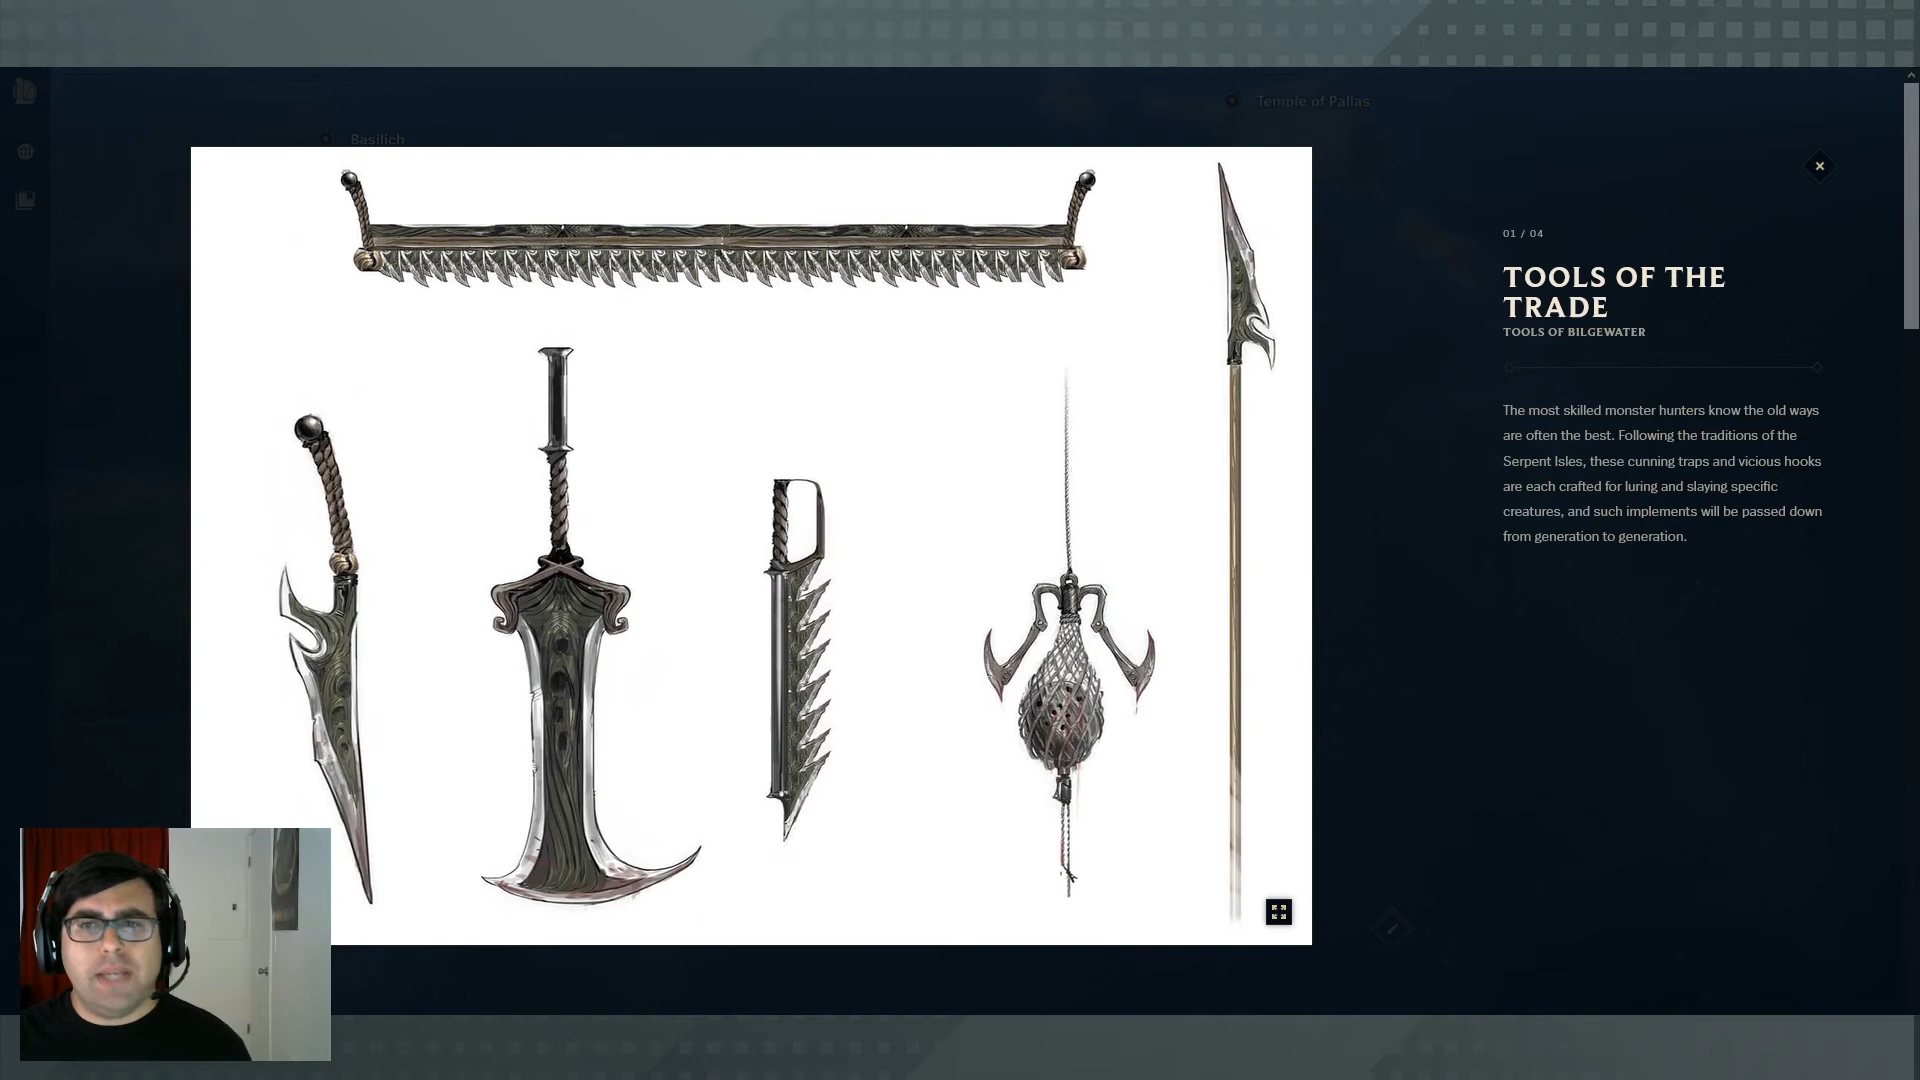 Temple of Pallas
Basilich
01 / 04
TOOLS OF THE
TRADE
TOOLS OF BILGEWATER
The most skilled monster hunters know the old ways
are often the best. Following the traditions of the
Serpent Isles, these cunning traps and vicious hooks
are each crafted for luring and slaying specific
creatures, and such implements will be passed down
from generation to generation.